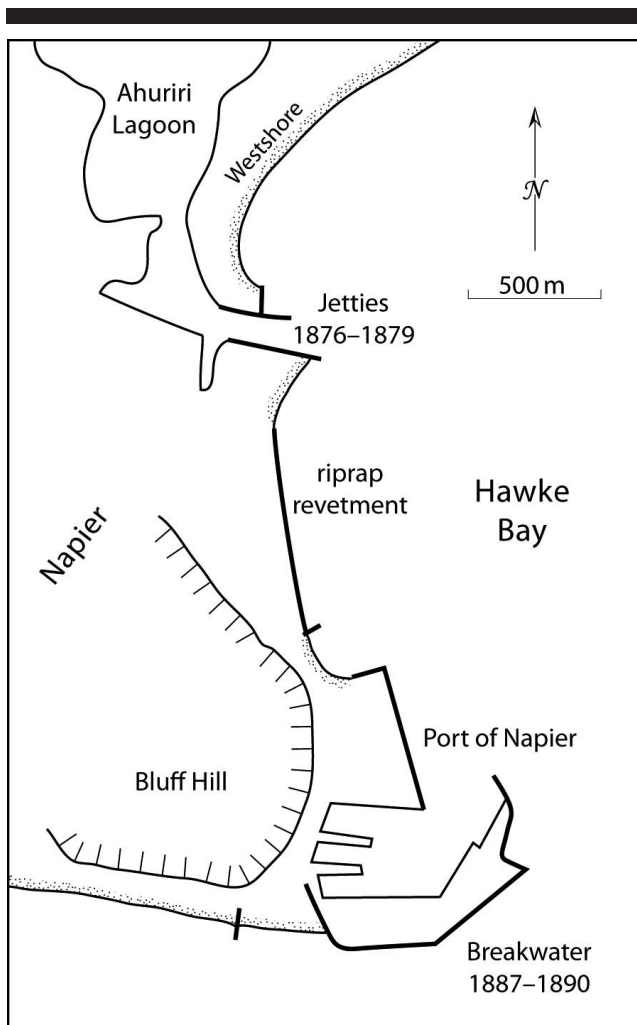 Ahuriri
Lagoon
Westshore
N
500 m
Jetties
1876–1879
riprap
revetment
Hawke
Bay
Napier
Port of Napier
Bluff Hill
Breakwater
1887–1890